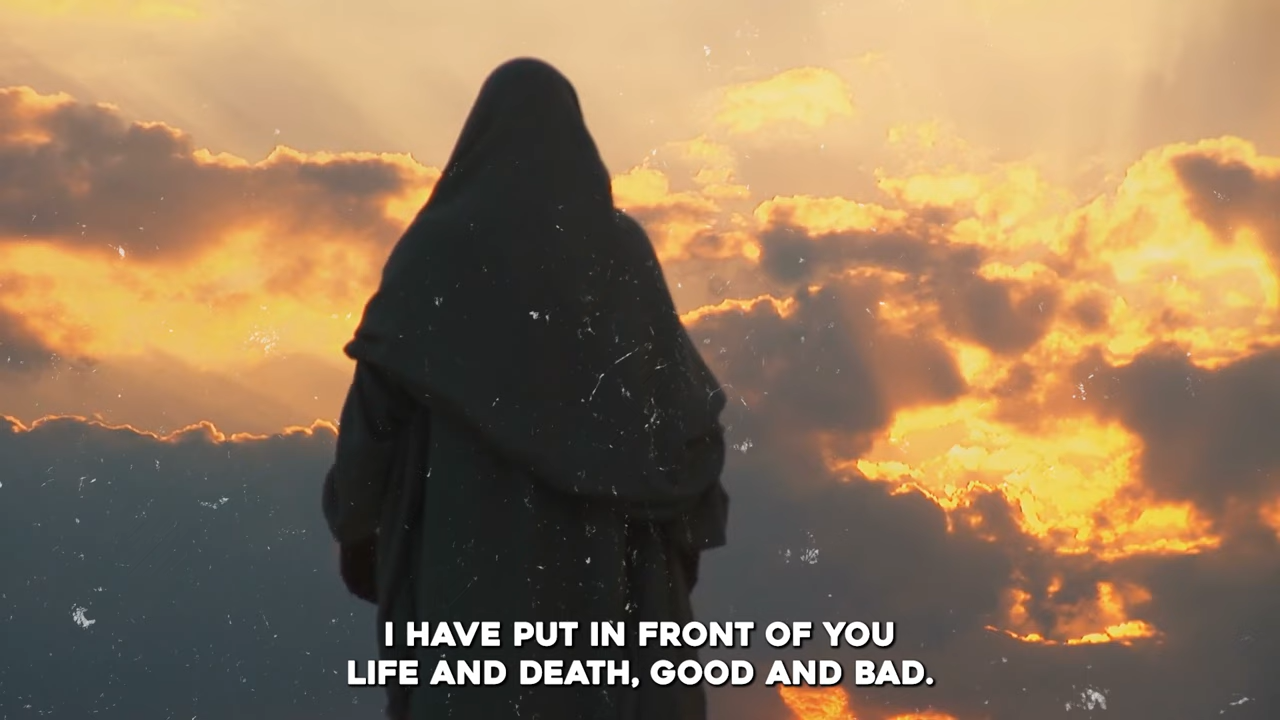 I HAVE PUT IN FRONT OF YOU
LIFE AND DEATH, GOOD AND BAD.